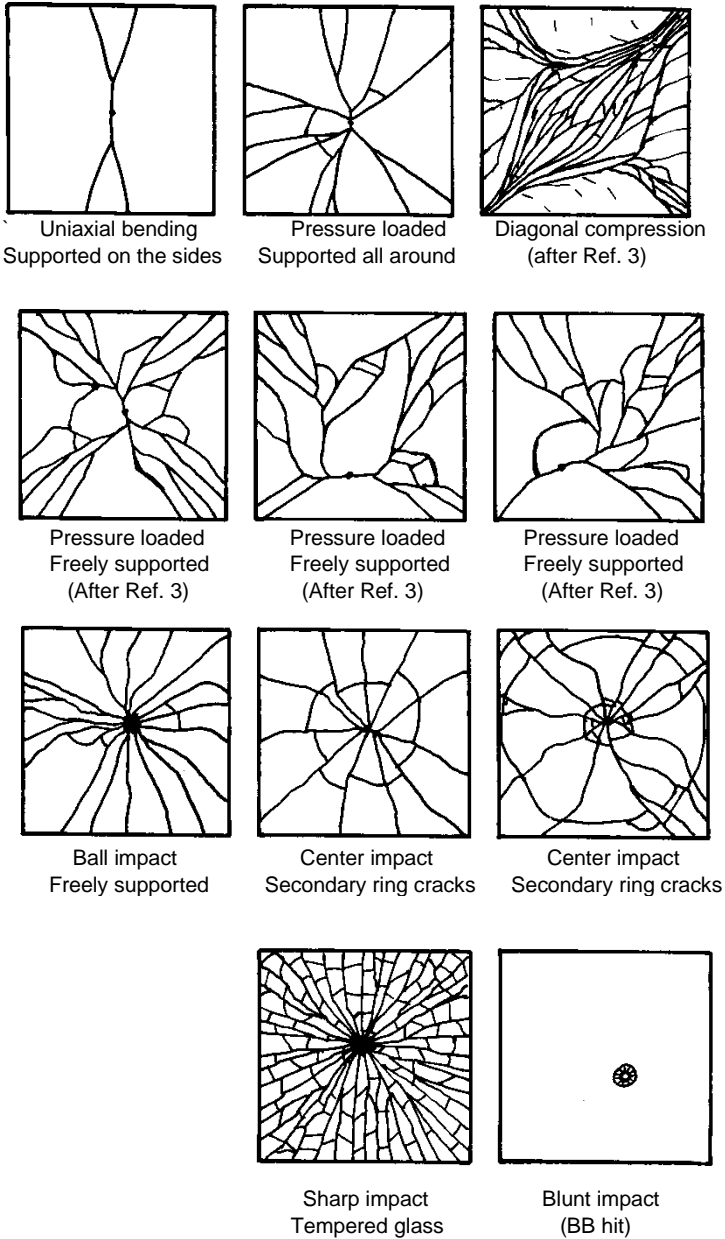 Uniaxial bending
Supported on the sides
Pressure loaded
Supported all around
Diagonal compression
(after Ref. 3)
Pressure loaded
Freely supported
(After Ref. 3)
Pressure loaded
Freely supported
(After Ref. 3)
Pressure loaded
Freely supported
(After Ref. 3)
Ball impact
Freely supported
Center impact
Secondary ring cracks
Center impact
Secondary ring cracks
Sharp impact
Tempered glass
Blunt impact
(BB hit)